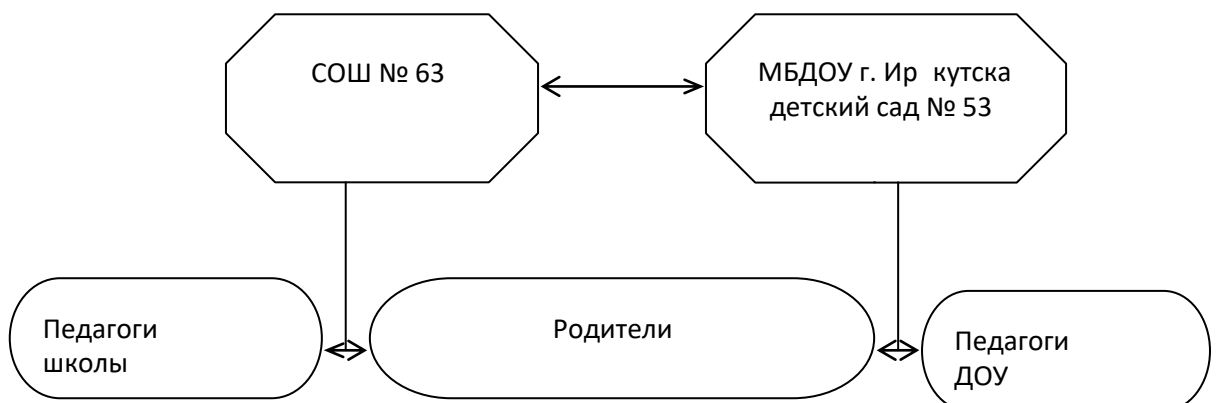 СОШ № 63
МБДОУ г. Ир кутска
детский сад № 53
Педагоги
школы
Родители
Педагоги
ДОУ